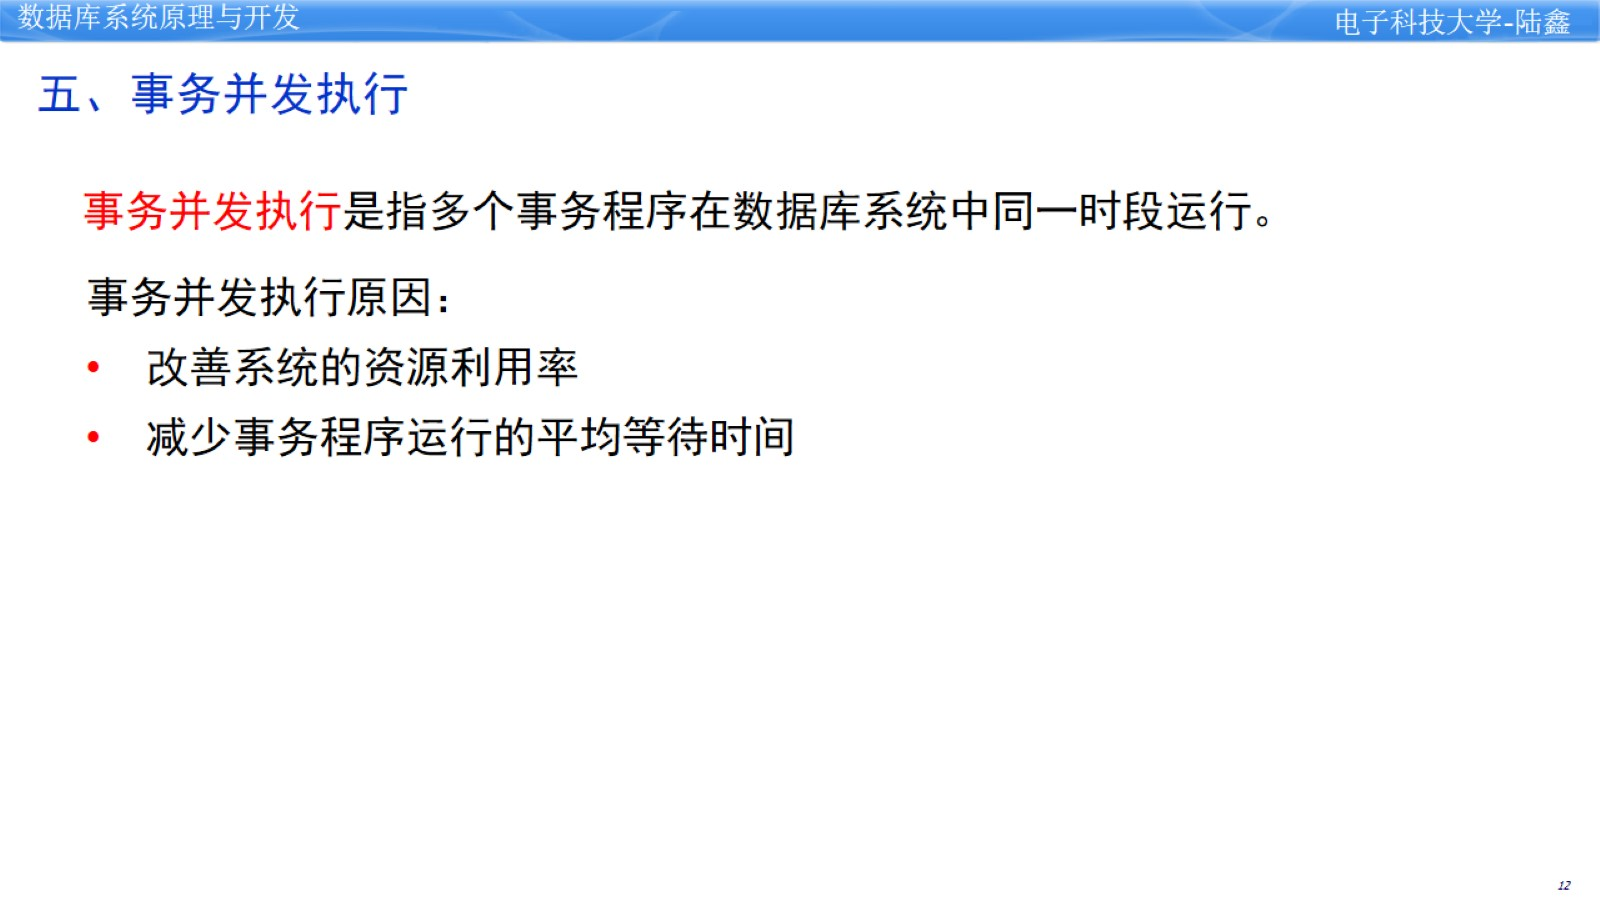 数据库系统原理与开发
电子科技大学-陆鑫
五、事务并发执行
事务并发执行是指多个事务程序在数据库系统中同一时段运行。
事务并发执行原因：
• 改善系统的资源利用率
• 减少事务程序运行的平均等待时间
12